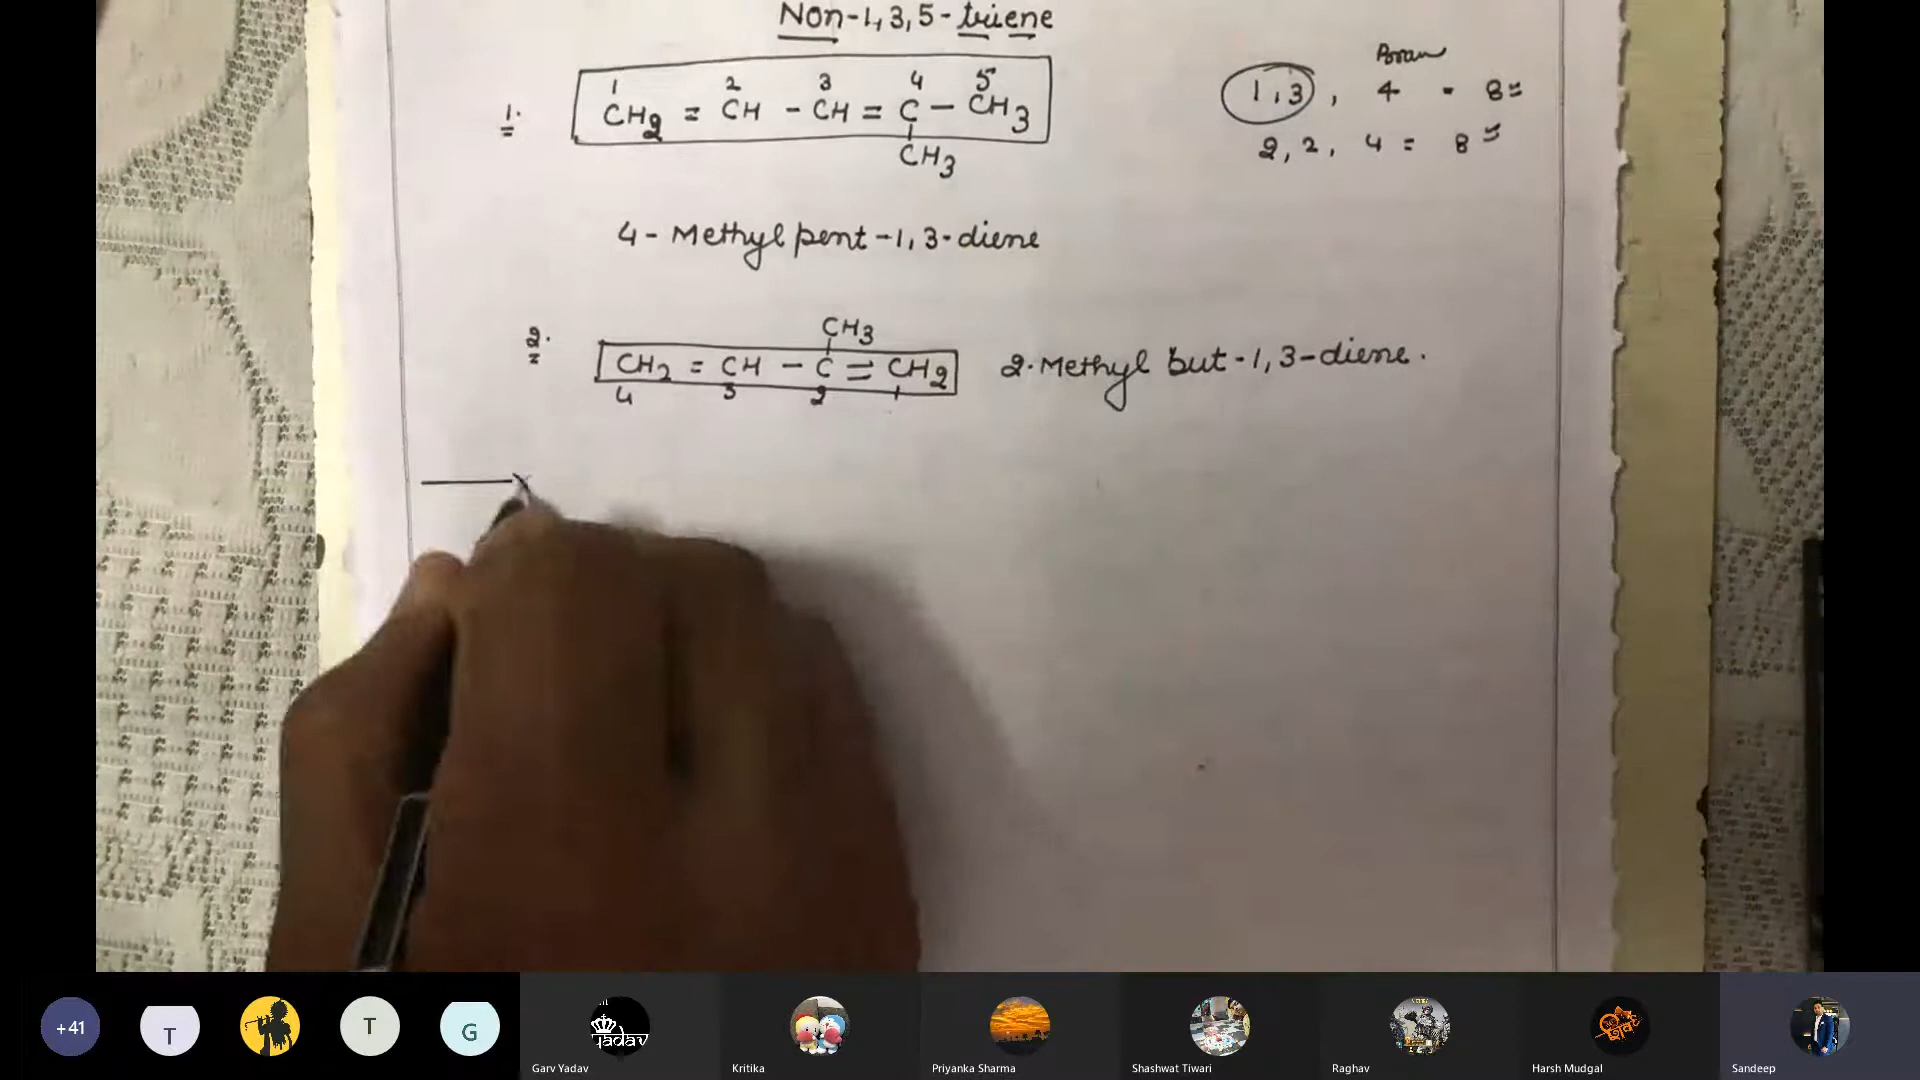 Non-1,3,5-triene
1 2 3 4 5
1. CH2 = CH - CH = C - CH3
CH3
1,3, 4 = 8
2, 2, 4 = 8
4 - Methyl pent -1, 3-diene
CH3
2. CH2 = CH - C = CH2
4 3 2 1
2. Methyl but -1, 3-diene.
+41
T
T
G
yadav
Garv Yadav
Kritika
Priyanka Sharma
Shashwat Tiwari
Raghav
Harsh Mudgal
Sandeep